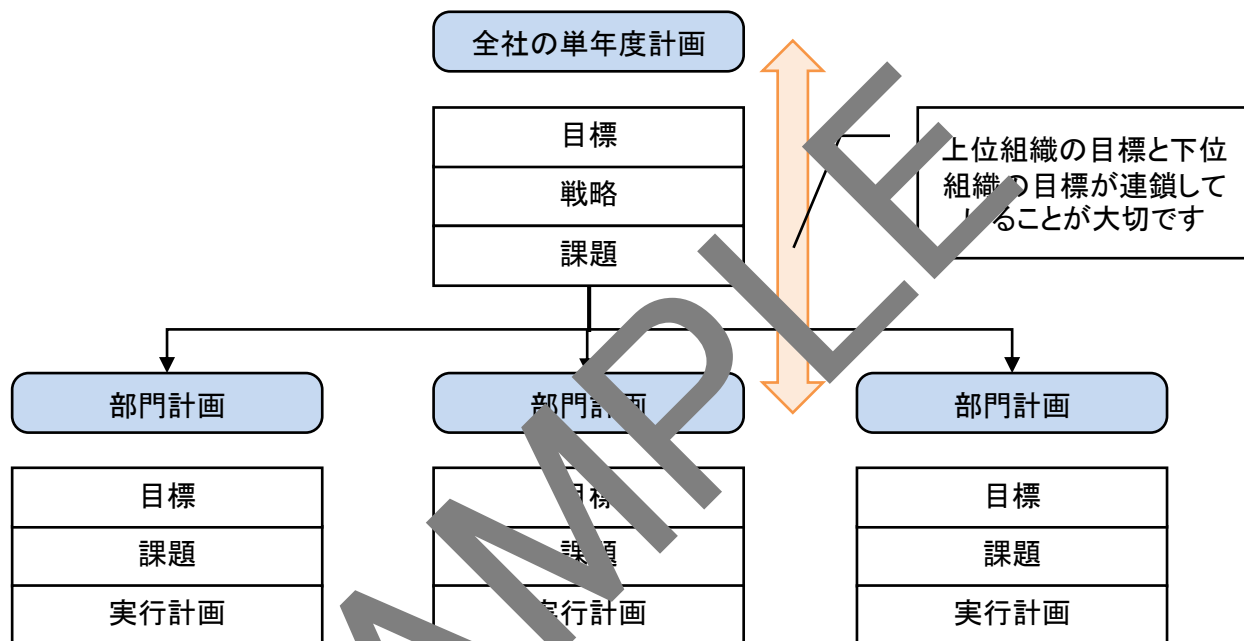 全社の単年度計画
目標
戦略
課題
上位組織の目標と下位
組織の目標が連鎖して
いることが大切です
部門計画
部門計画
部門計画
目標
目標
目標
課題
課題
課題
実行計画
実行計画
実行計画
AMPLE